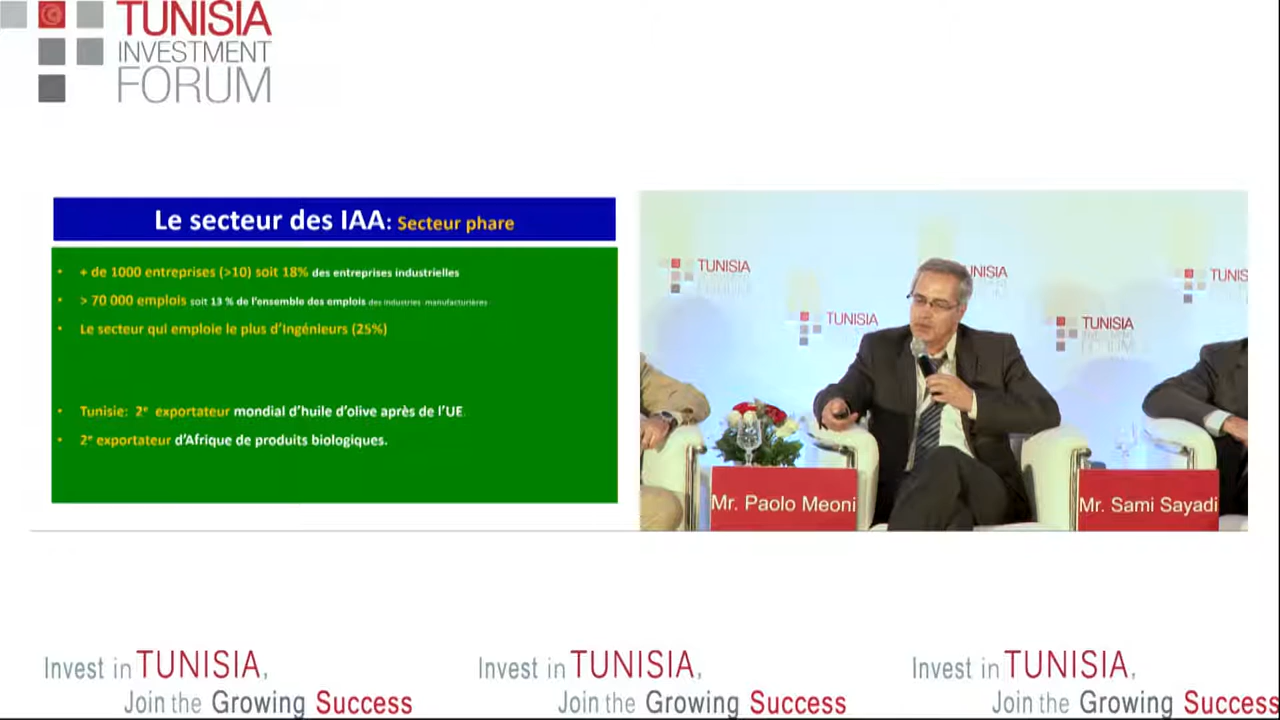 TUNISIA
INVESTMENT
FORUM
Le secteur des IAA: Secteur phare
• + de 1000 entreprises (>10) soit 18% des entreprises industrielles
• > 70 000 emplois soit 13 % de l'ensemble des emplois des industries manufacturières
• Le secteur qui emploie le plus d'Ingénieurs (25%)
• Tunisie: 2e exportateur mondial d'huile d'olive après de l'UE.
• 2e exportateur d'Afrique de produits biologiques.
TUNISIA
TUNISIA
UNISIA
TUNISIA
TUNIS
Mr. Paolo Meoni
Mr. Sami Sayadi
Invest in TUNISIA,
Join the Growing Success
Invest in TUNISIA,
Join the Growing Success
Invest in TUNISIA,
Join the Growing Success